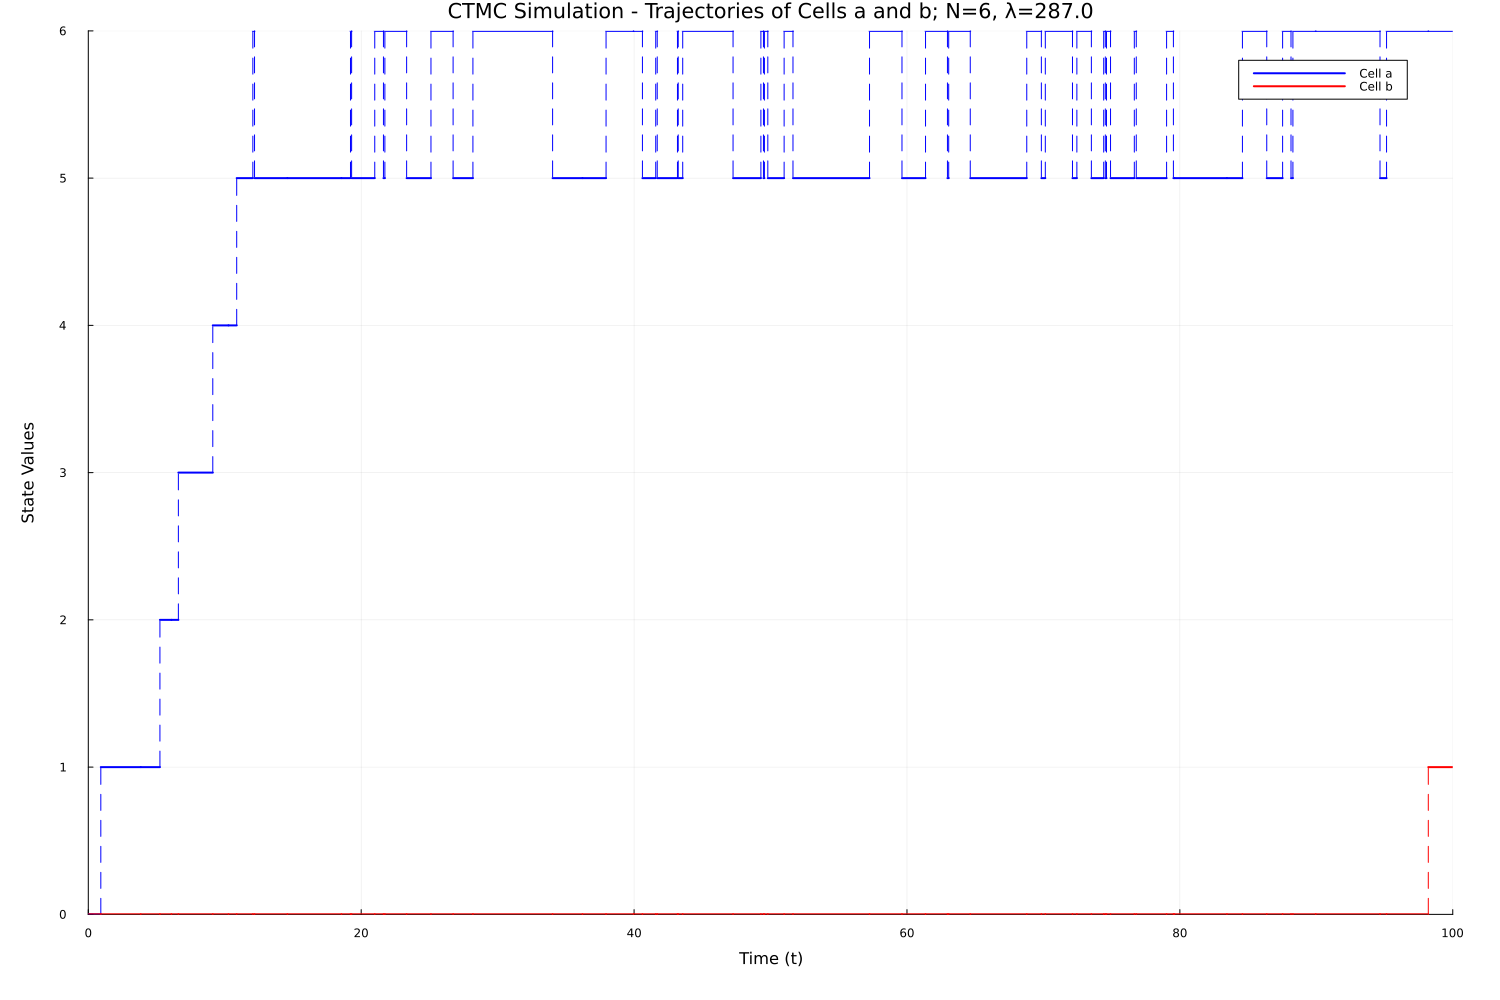 CTMC Simulation - Trajectories of Cells a and b; N=6, λ=287.0
6
Cell a
Cell b
5
4
State Values
3
2
1
0
0 20 40 60 80 100
Time (t)